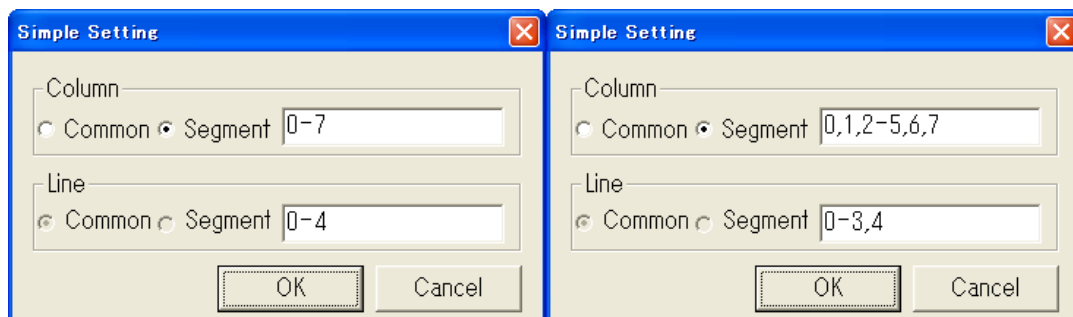 Simple Setting
Column
Common Segment 0-7
Line
Common Segment 0-4
OK Cancel
Simple Setting
Column
Common Segment 0,1,2-5,6,7
Line
Common Segment 0-3,4
OK Cancel